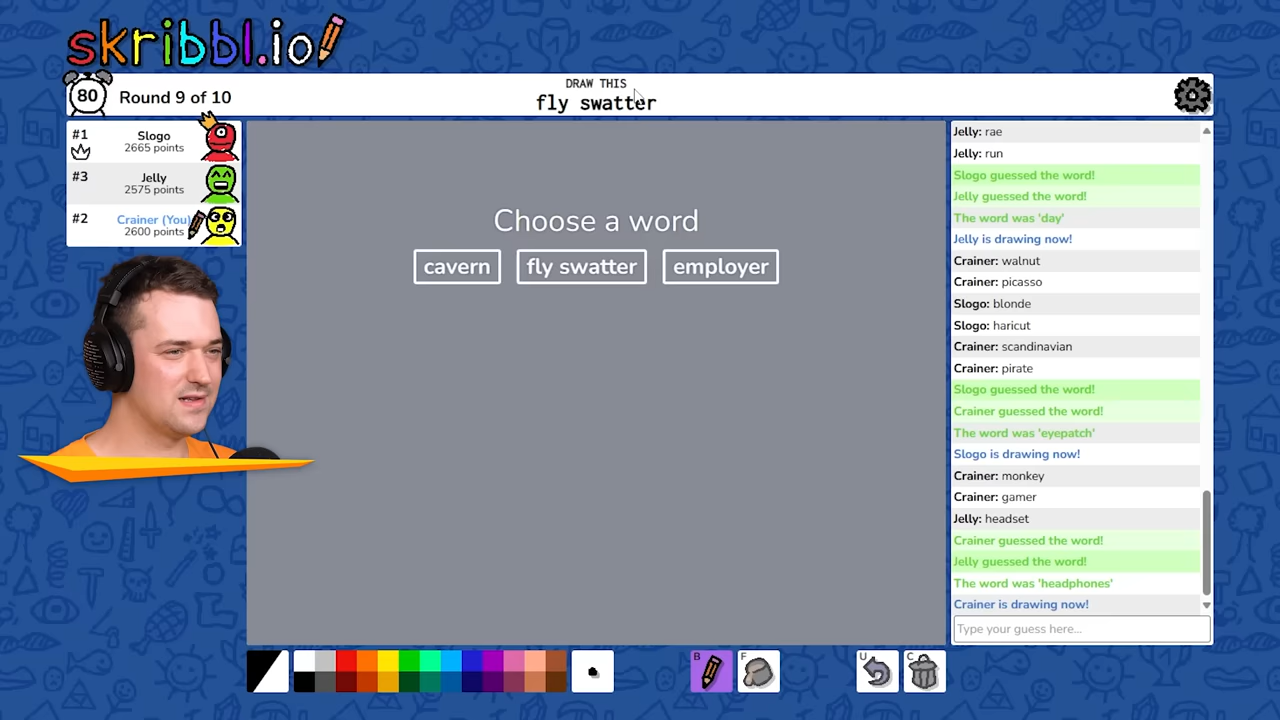 skribbl.io
80
Round 9 of 10
DRAW THIS
fly swatter
#1
Slogo
2665 points
#3
Jelly
2575 points
#2
Crainer (You)
2600 points
Choose a word
cavern
fly swatter
employer
Jelly: rae
Jelly: run
Slogo guessed the word!
Jelly guessed the word!
The word was 'day'
Jelly is drawing now!
Crainer: walnut
Crainer: picasso
Slogo: blonde
Slogo: haricut
Crainer: scandinavian
Crainer: pirate
Slogo guessed the word!
Crainer guessed the word!
The word was 'eyepatch'
Slogo is drawing now!
Crainer: monkey
Crainer: gamer
Jelly: headset
Crainer guessed the word!
Jelly guessed the word!
The word was 'headphones'
Crainer is drawing now!
Type your guess here...
B
F
U
C